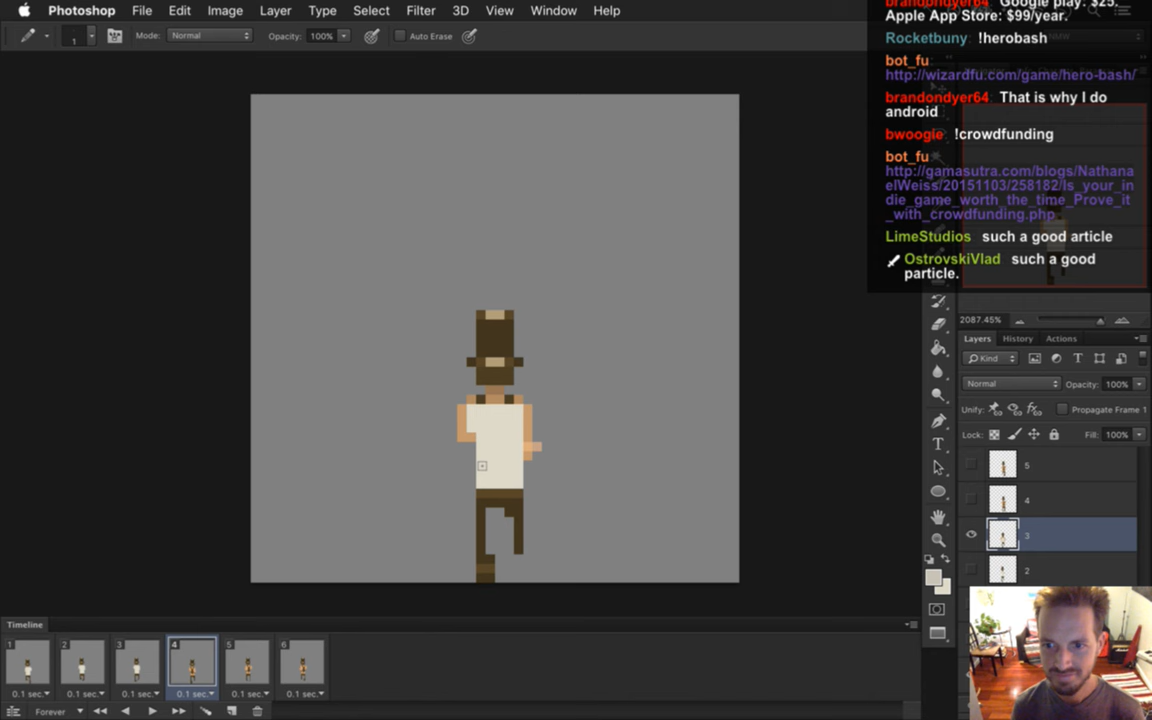 Photoshop File Edit Image Layer Type Select Filter 3D View Window Help
1 Mode: Normal Opacity: 100% Auto Erase
brandondyer64: Google play: $25.
Apple App Store: $99/year.
Rocketbuny !herobash
bot_fu:
http://wizardfu.com/game/hero-bash/
brandondyer64: That is why I do
android
bwoogie: !crowdfunding
bot_fu:
http://gamasutra.com/blogs/Nathana
elWeiss/20151103/258182/Is_your_in
die_game_worth_the_time_Prove_it
_with_crowdfunding.php
LimeStudios such a good article
OstrovskiVlad such a good
particle.
2087.45%
Layers History Actions
Kind
Normal Opacity: 100%
Unify: Propagate Frame 1
Lock: Fill: 100%
5
4
3
2
Timeline
1 2 3 4 5 6
0.1 sec. 0.1 sec. 0.1 sec. 0.1 sec. 0.1 sec. 0.1 sec.
Forever